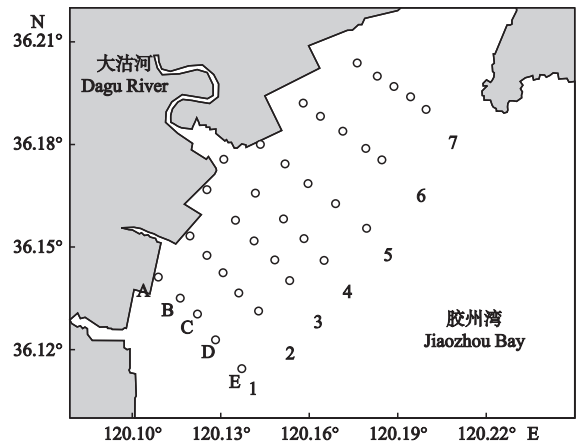 N
36.21°
大沽河
Dagu River
36.18°
7
6
36.15°
5
A
4
B
C
3
胶州湾
Jiaozhou Bay
36.12°
D
2
E
1
120.10°
120.13°
120.16°
120.19°
120.22°
E